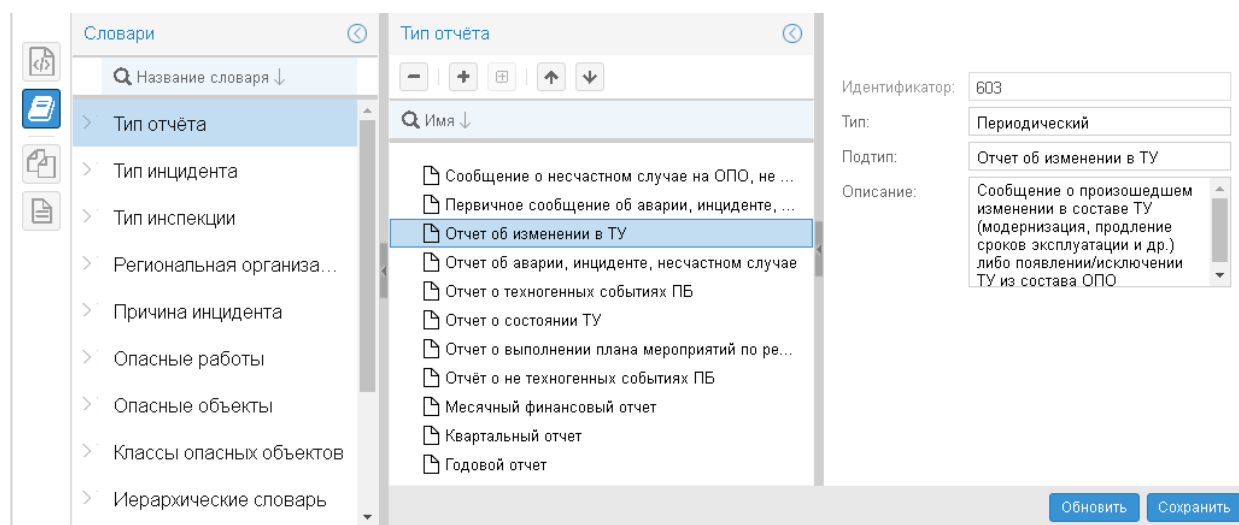 Словари
Название словаря
Тип отчёта
Тип инцидента
Тип инспекции
Региональная организа...
Причина инцидента
Опасные работы
Опасные объекты
Классы опасных объектов
Иерархические словарь
Тип отчёта
Имя
Сообщение о несчастном случае на ОПО, не ...
Первичное сообщение об аварии, инциденте, ...
Отчет об изменении в ТУ
Отчет об аварии, инциденте, несчастном случае
Отчет о техногенных событиях ПБ
Отчет о состоянии ТУ
Отчет о выполнении плана мероприятий по ре...
Отчёт о не техногенных событиях ПБ
Месячный финансовый отчет
Квартальный отчет
Годовой отчет
Идентификатор: 603
Тип: Периодический
Подтип: Отчет об изменении в ТУ
Описание: Сообщение о произошедшем
изменении в составе ТУ
(модернизация, продление
сроков эксплуатации и др.)
либо появлении/исключении
ТУ из состава ОПО
Обновить
Сохранить